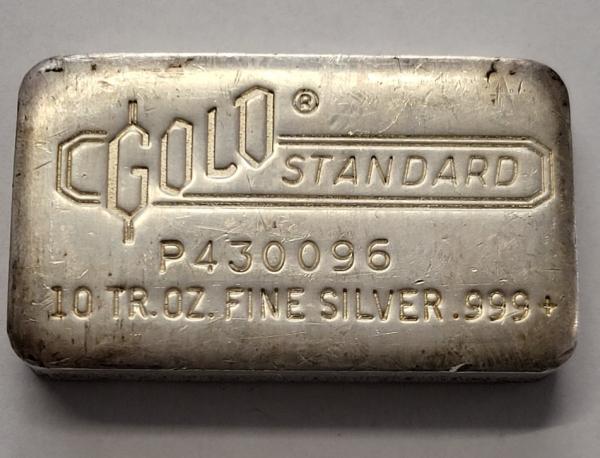 GOLD ®
STANDARD
P430096
10 TR.OZ. FINE SILVER .999+